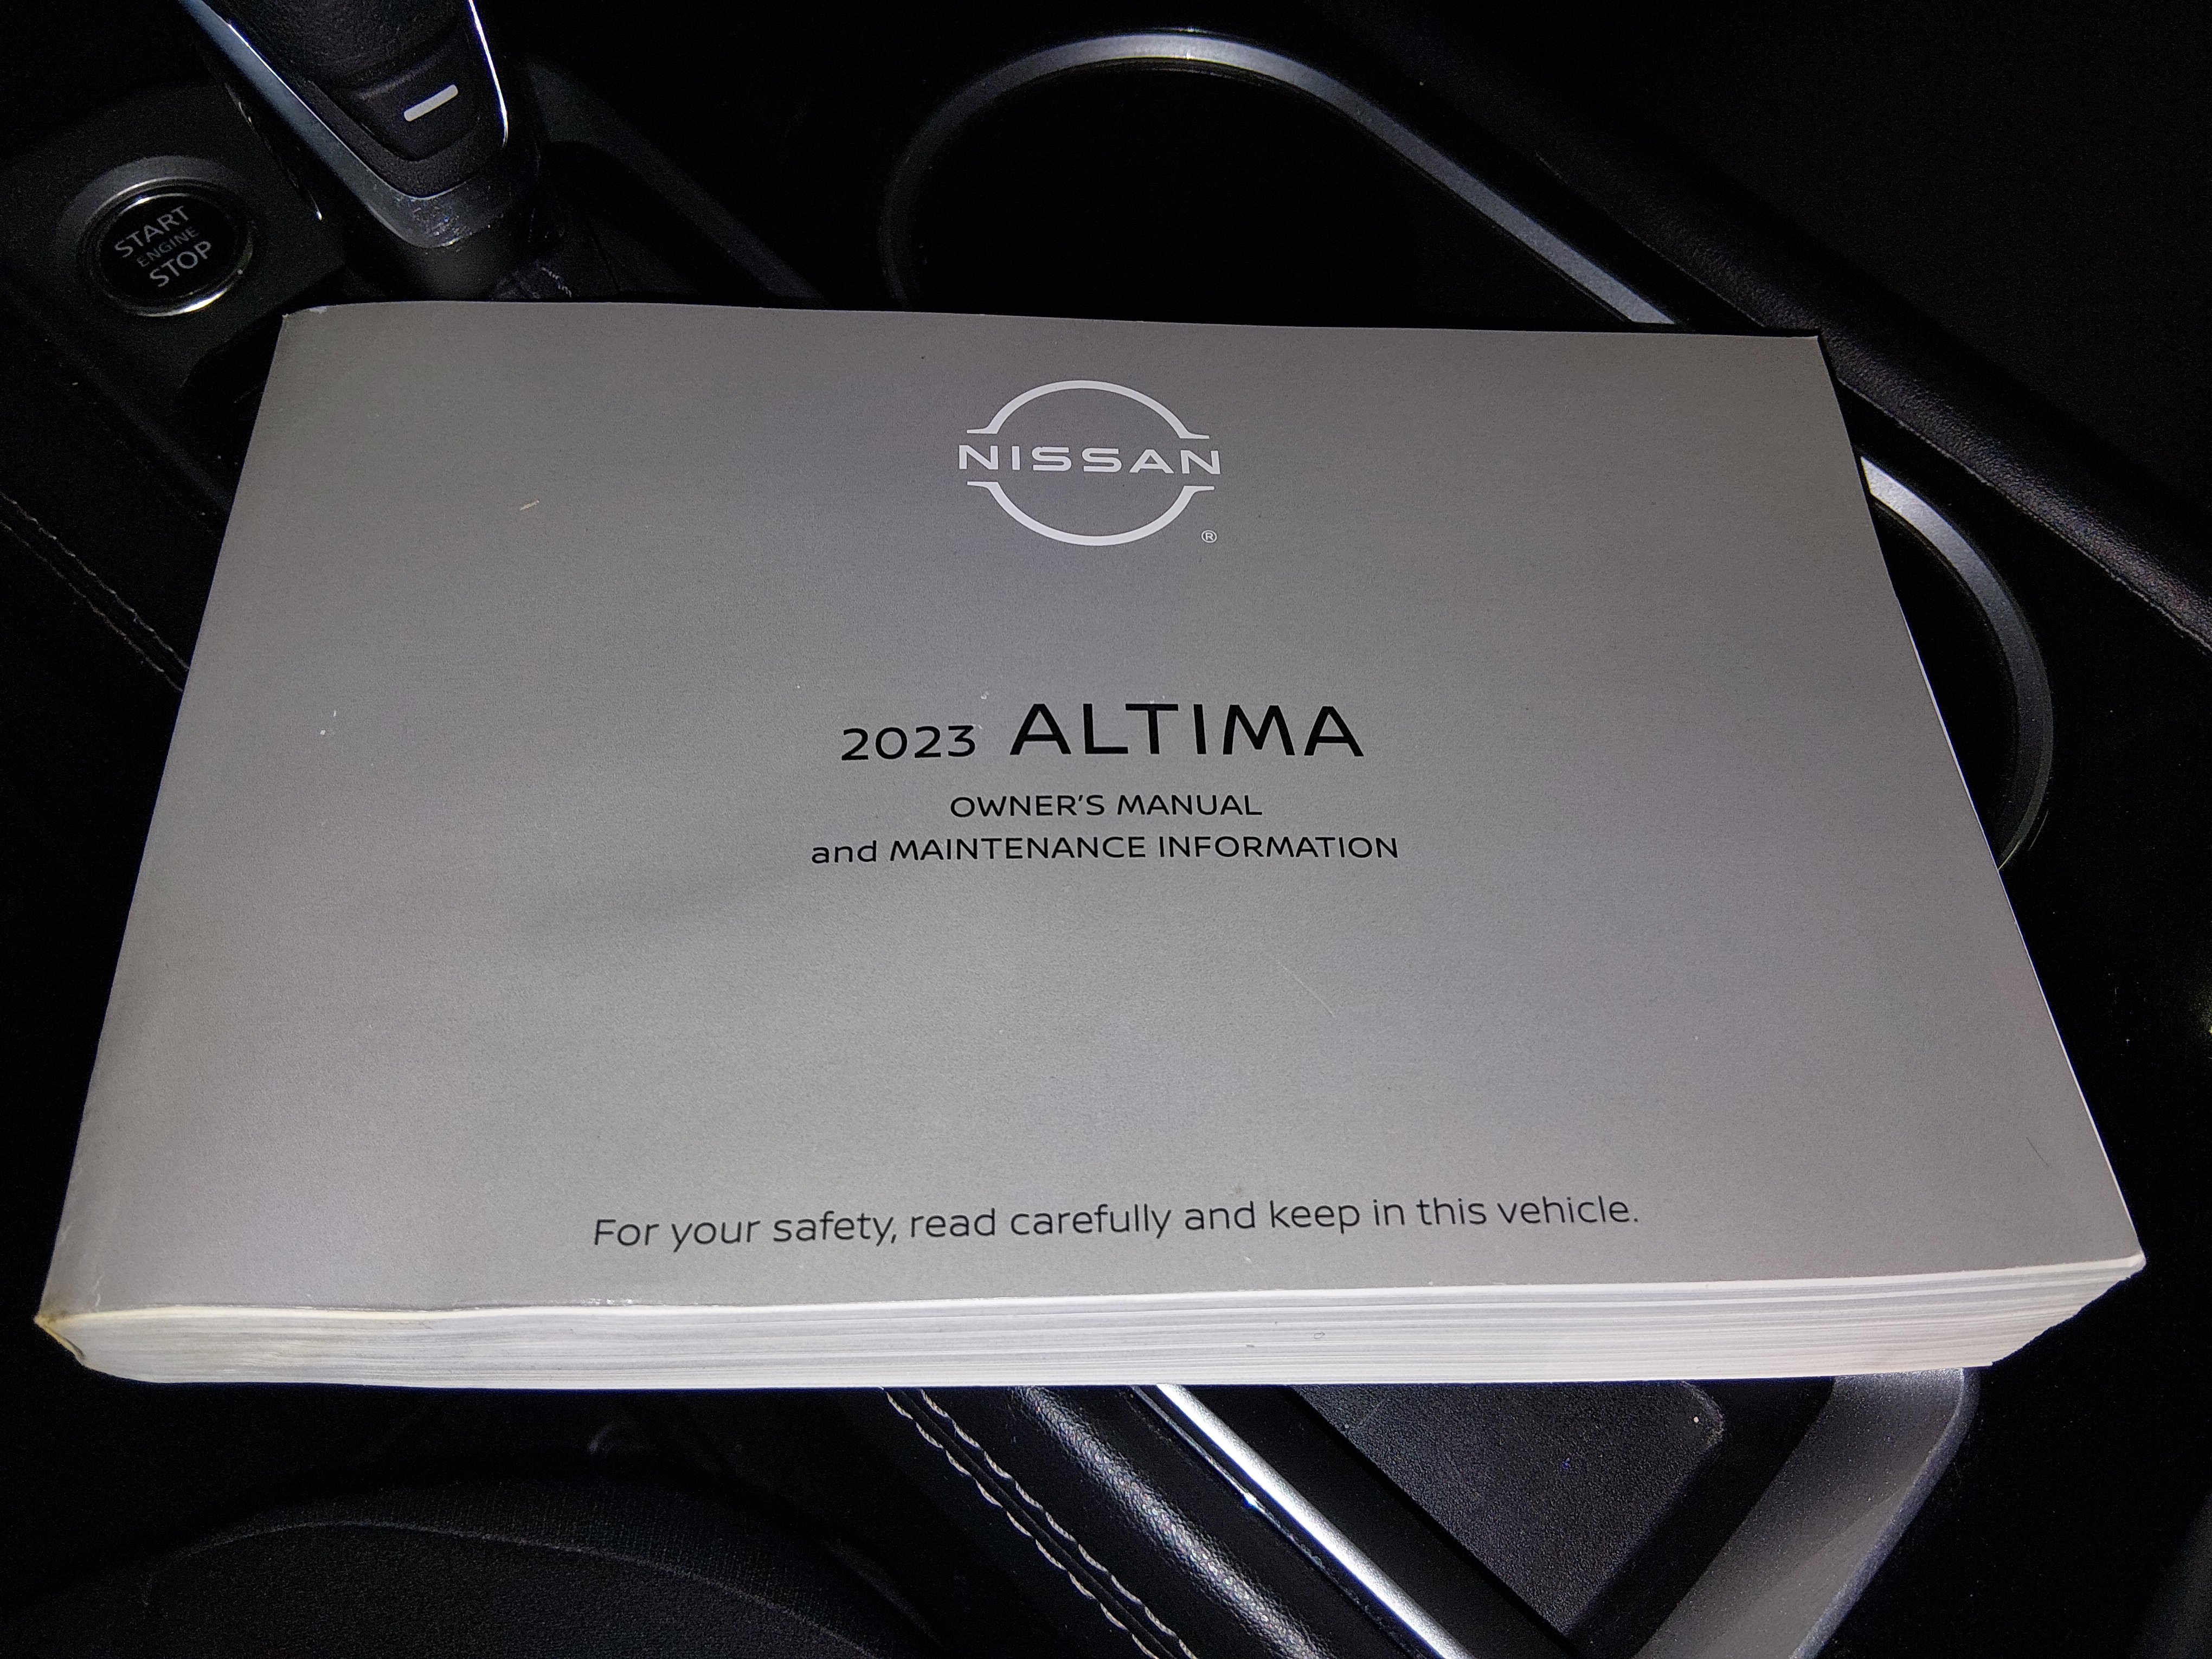 START
ENGINE
STOP
NISSAN
®
2023 ALTIMA
OWNER'S MANUAL
and MAINTENANCE INFORMATION
For your safety, read carefully and keep in this vehicle.